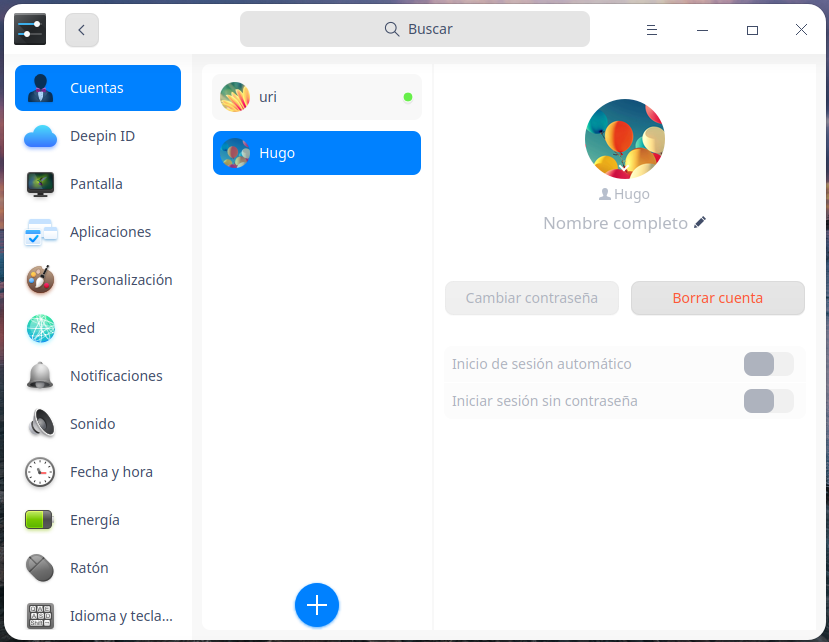 Buscar
Cuentas
Deepin ID
Pantalla
Aplicaciones
Personalización
Red
Notificaciones
Sonido
Fecha y hora
Energía
Ratón
Idioma y tecla...
uri
Hugo
Hugo
Nombre completo
Cambiar contraseña
Borrar cuenta
Inicio de sesión automático
Iniciar sesión sin contraseña